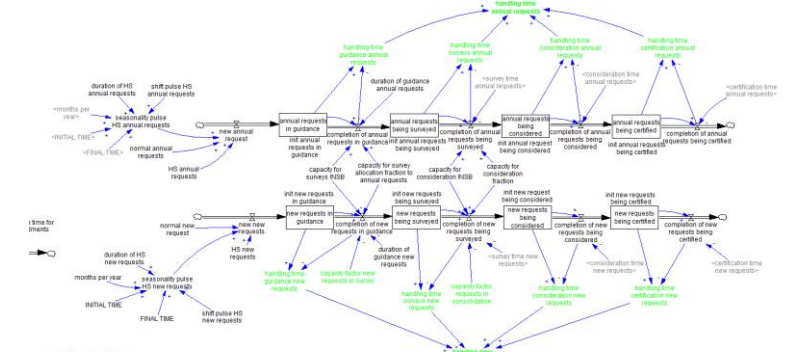 handling time
annual requests
handling time
guidance annual
requests
handling time
surveys annual
requests
handling time
consideration annual
requests
handling time
certification annual
requests
duration of HS
annual requests
shift pulse HS
annual requests
<months per
year>
seasonality pulse
HS annual requests
<INITIAL TIME>
<FINAL TIME>
normal annual
requests
HS annual
requests
new annual
request
duration of guidance
annual requests
<survey time
annual requests>
<consideration time
annual requests>
<certification time
annual requests>
annual requests
in guidance
init annual
requests in
guidance
completion of annual
requests in guidance
annual requests
being surveyed
init annual requests
being surveyed
completion of annual
requests being
surveyed
annual requests
being
considered
init annual requests
being considered
completion of annual
requests being
considered
annual requests
being certified
init annual requests
being certified
completion of annual
requests being
certified
capacity for
surveys INSB
capacity for survey
allocation fraction to
annual requests
capacity for
consideration INSB
capacity for
consideration
fraction
init new requests
in guidance
new requests in
guidance
completion of new
requests in guidance
init new requests
being surveyed
new requests
being surveyed
completion of new
requests being
surveyed
init new request
being considered
new requests
being
considered
completion of new
requests being
considered
init new requests
being certified
new requests
being certified
completion of new
requests being
certified
time for
normal new
request
new new
requests
HS new
requests
duration of HS
new requests
months per year
seasonality pulse
HS new requests
INITIAL TIME
FINAL TIME
shift pulse HS
new requests
duration of
guidance new
requests
<survey time new
requests>
<consideration time
new requests>
<certification time
new requests>
handling time
guidance new
requests
capacity factor new
requests in survey
handling time
surveys new
requests
capacity factor
requests in
consideration
handling time
consideration new
requests
handling time
certification new
requests
handling time